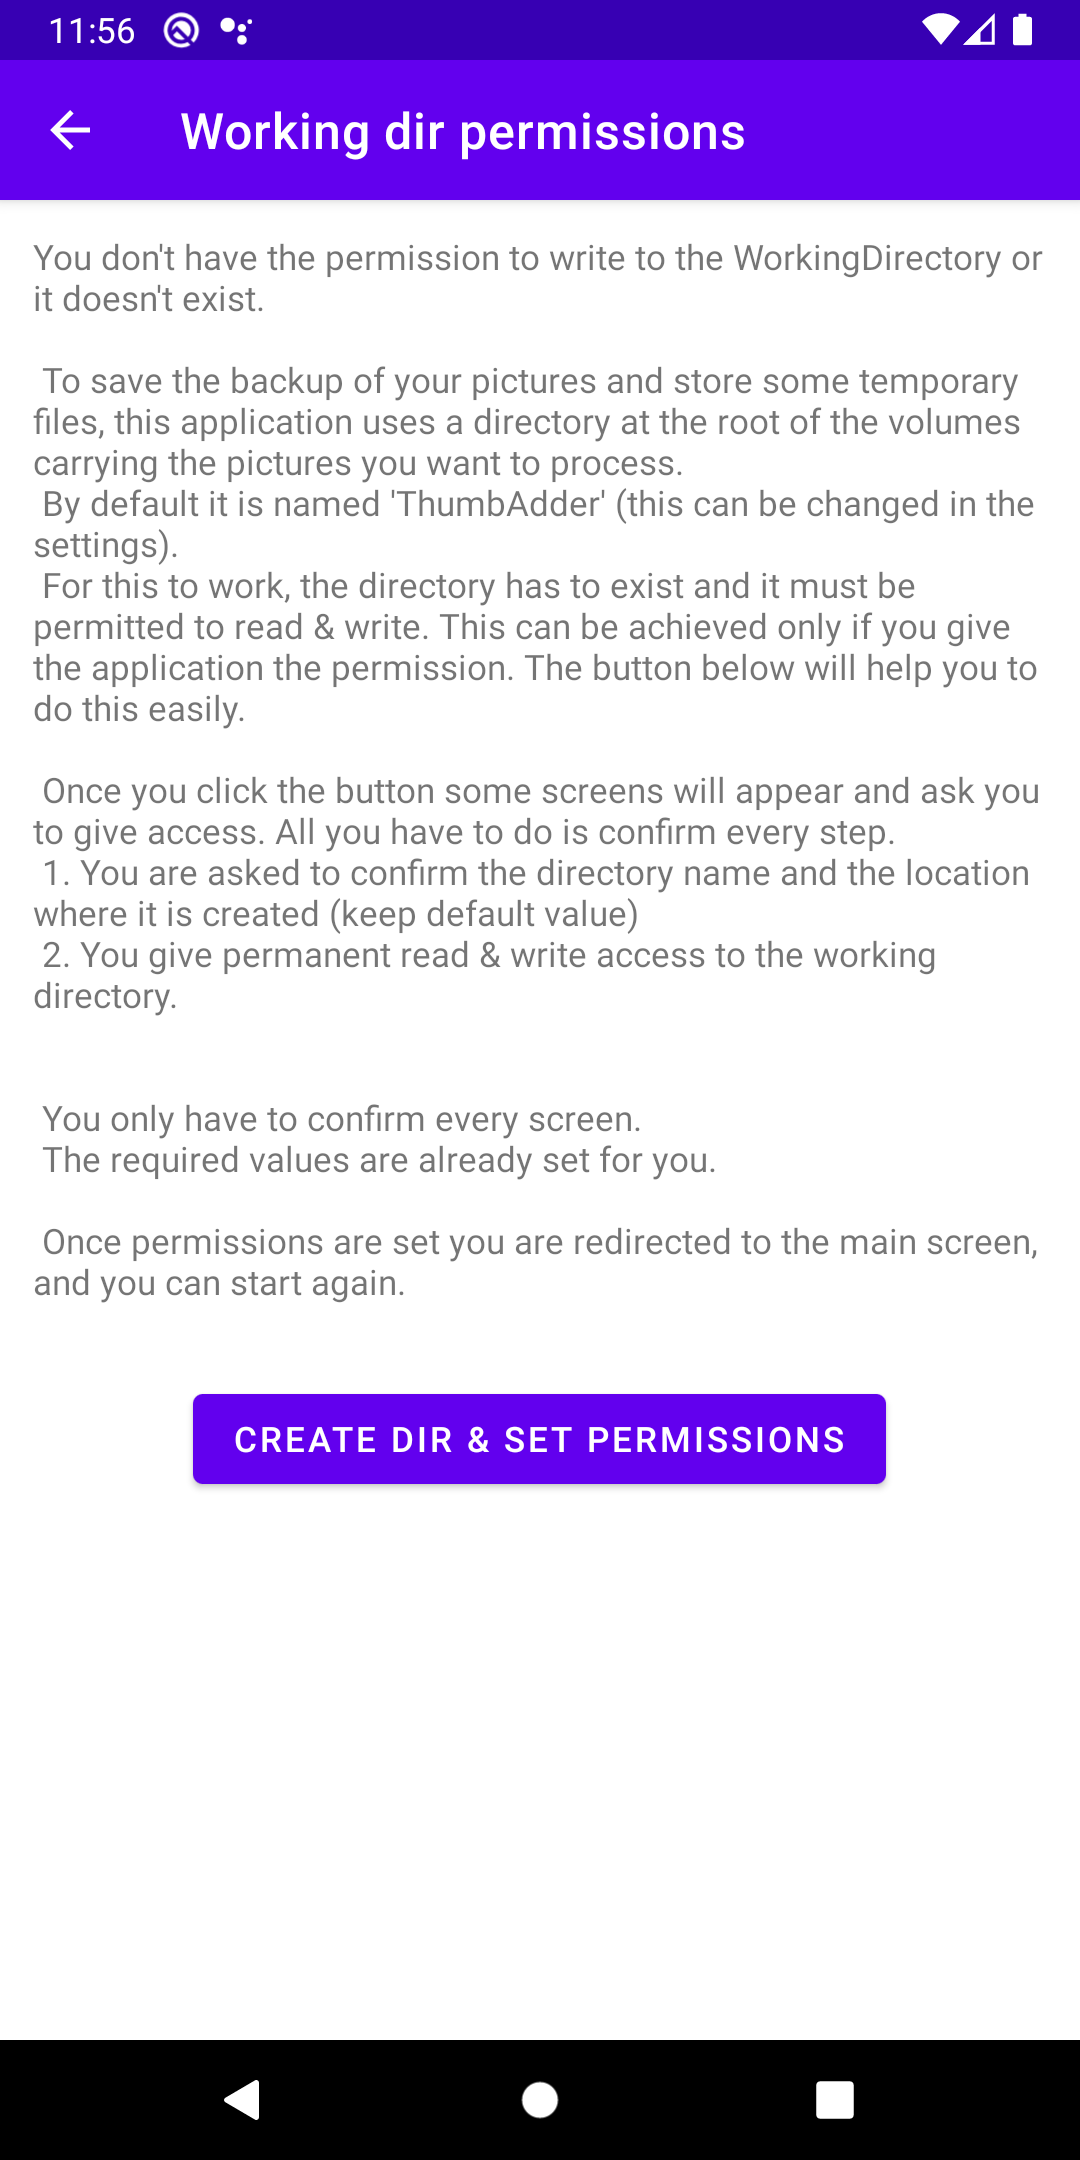 11:56
Working dir permissions
You don't have the permission to write to the WorkingDirectory or
it doesn't exist.
To save the backup of your pictures and store some temporary
files, this application uses a directory at the root of the volumes
carrying the pictures you want to process.
By default it is named 'ThumbAdder' (this can be changed in the
settings).
For this to work, the directory has to exist and it must be
permitted to read & write. This can be achieved only if you give
the application the permission. The button below will help you to
do this easily.
Once you click the button some screens will appear and ask you
to give access. All you have to do is confirm every step.
1. You are asked to confirm the directory name and the location
where it is created (keep default value)
2. You give permanent read & write access to the working
directory.
You only have to confirm every screen.
The required values are already set for you.
Once permissions are set you are redirected to the main screen,
and you can start again.
CREATE DIR & SET PERMISSIONS